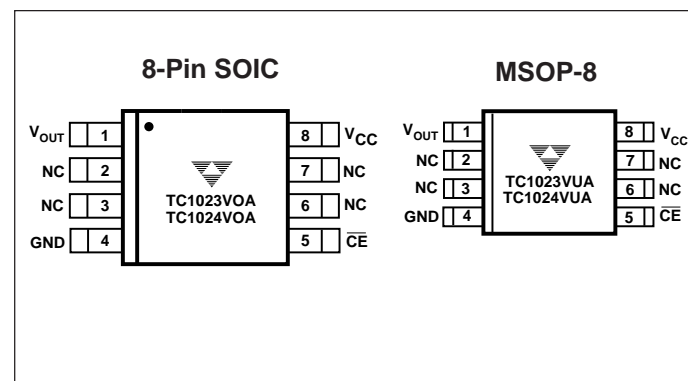 8-Pin SOIC
VOUT 1 8 VCC
NC 2 7 NC
NC 3 6 NC
GND 4 5 CE
TC1023VOA
TC1024VOA
MSOP-8
VOUT 1 8 VCC
NC 2 7 NC
NC 3 6 NC
GND 4 5 CE
TC1023VUA
TC1024VUA